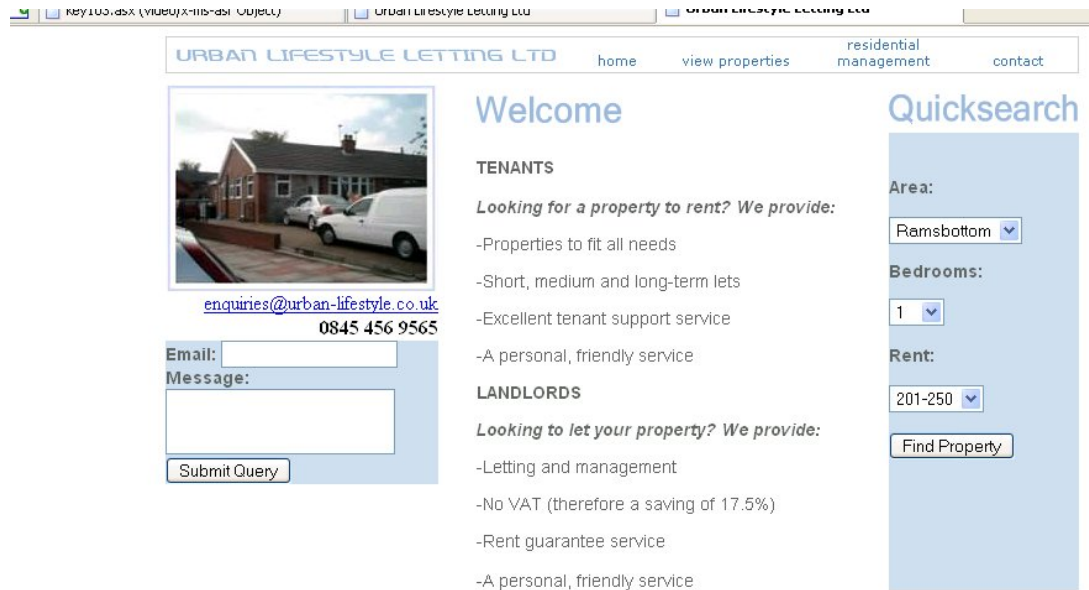 key103.asx (video/x-ms-asf Object)
Urban Lifestyle Letting Ltd
Urban Lifestyle Letting Ltd
URBAN LIFESTYLE LETTING LTD
home
view properties
residential
management
contact
Welcome
TENANTS
Looking for a property to rent? We provide:
-Properties to fit all needs
-Short, medium and long-term lets
-Excellent tenant support service
-A personal, friendly service
LANDLORDS
Looking to let your property? We provide:
-Letting and management
-No VAT (therefore a saving of 17.5%)
-Rent guarantee service
-A personal, friendly service
enquiries@urban-lifestyle.co.uk
0845 456 9565
Email:
Message:
Submit Query
Quicksearch
Area:
Ramsbottom
Bedrooms:
1
Rent:
201-250
Find Property